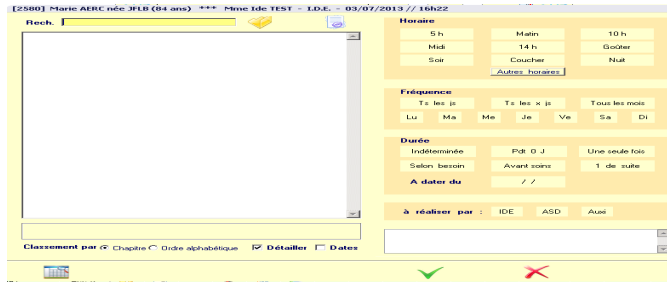 [2580] Marie AERC née JFLB (84 ans) *** Mme Ide TEST - I.D.E. - 03/07/2013 // 16h22
Rech.
Horaire
5 h Matin 10 h
Midi 14 h Goûter
Soir Coucher Nuit
Autres horaires
Fréquence
Ts les js Ts les x js Tous les mois
Lu Ma Me Je Ve Sa Di
Durée
Indéterminée Pdt 0 J Une seule fois
Selon besoin Avant soins 1 de suite
A dater du / /
à réaliser par : IDE ASD Auxi
Classement par Chapitre Ordre alphabétique Détailler Dates